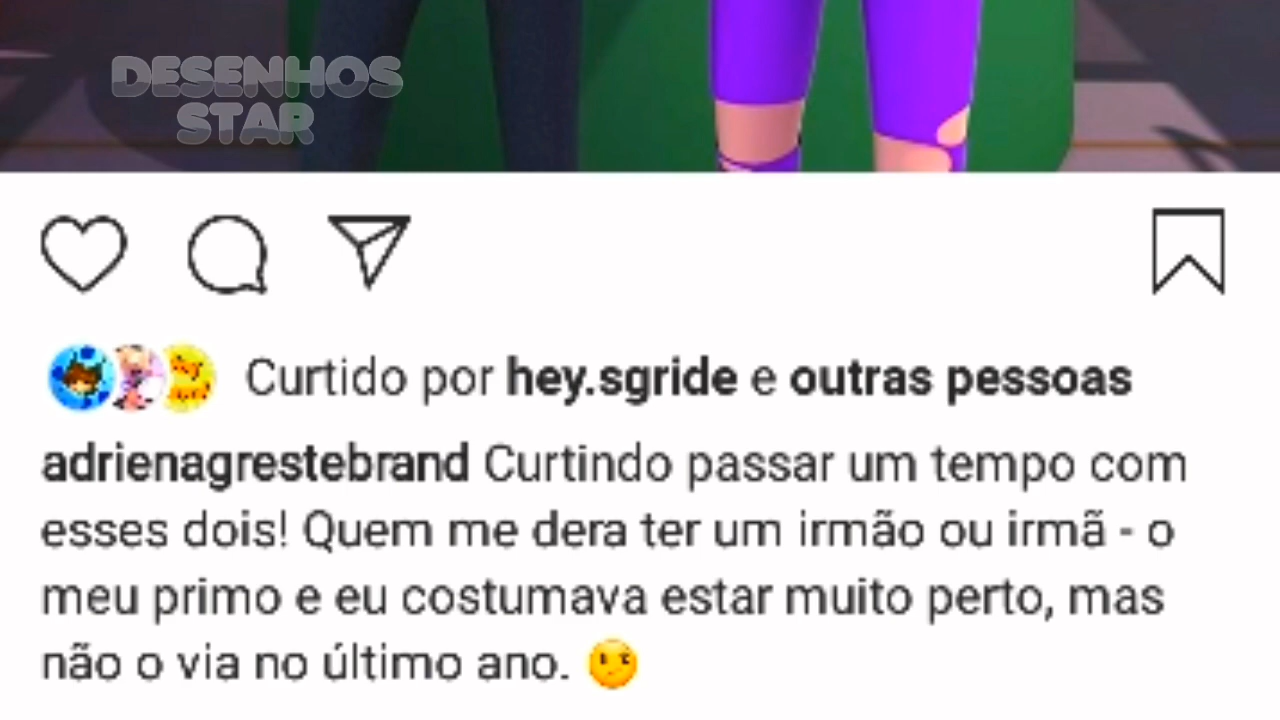 DESENHOS
STAR
Curtido por hey.sgride e outras pessoas
adrienagrestebrand Curtindo passar um tempo com
esses dois! Quem me dera ter um irmão ou irmã - o
meu primo e eu costumava estar muito perto, mas
não o via no último ano.